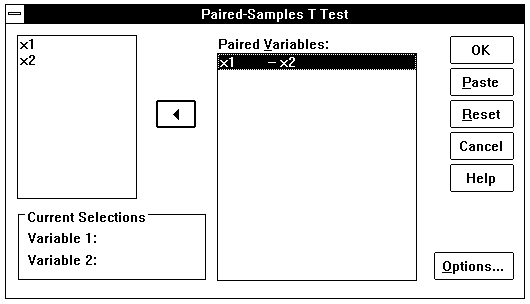 Paired-Samples T Test
x1
x2
Paired Variables:
x1 – x2
Current Selections
Variable 1:
Variable 2:
OK
Paste
Reset
Cancel
Help
Options...